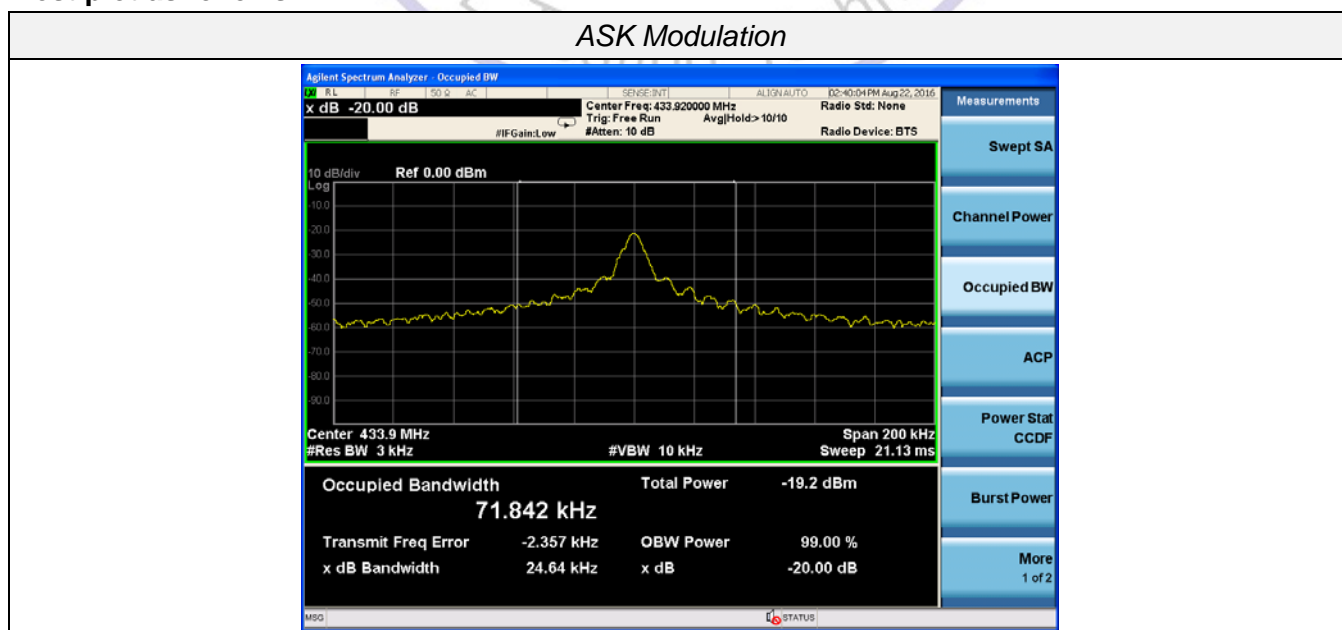 ASK Modulation
Agilent Spectrum Analyzer - Occupied BW
RL RF 50 Ω AC SENSE:INT ALIGN AUTO 02:40:04 PM Aug 22, 2016
x dB -20.00 dB
Center Freq: 433.920000 MHz
Radio Std: None
Trig: Free Run Avg|Hold:> 10/10
#IFGain:Low #Atten: 10 dB
Radio Device: BTS
10 dB/div Ref 0.00 dBm
Log
-10.0
-20.0
-30.0
-40.0
-50.0
-60.0
-70.0
-80.0
-90.0
Center 433.9 MHz Span 200 kHz
#Res BW 3 kHz #VBW 10 kHz Sweep 21.13 ms
Occupied Bandwidth Total Power -19.2 dBm
71.842 kHz
Transmit Freq Error -2.357 kHz OBW Power 99.00 %
x dB Bandwidth 24.64 kHz x dB -20.00 dB
MSG STATUS
Measurements
Swept SA
Channel Power
Occupied BW
ACP
Power Stat
CCDF
Burst Power
More
1 of 2